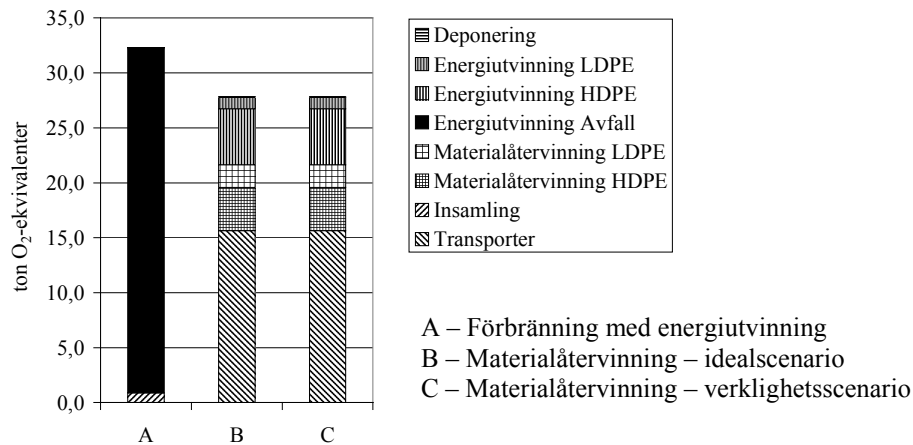 35,0
30,0
25,0
20,0
15,0
10,0
5,0
0,0
ton O₂-ekvivalenter
A B C
Deponering
Energiutvinning LDPE
Energiutvinning HDPE
Energiutvinning Avfall
Materialåtervinning LDPE
Materialåtervinning HDPE
Insamling
Transporter
A – Förbränning med energiutvinning
B – Materialåtervinning – idealscenario
C – Materialåtervinning – verklighetsscenario